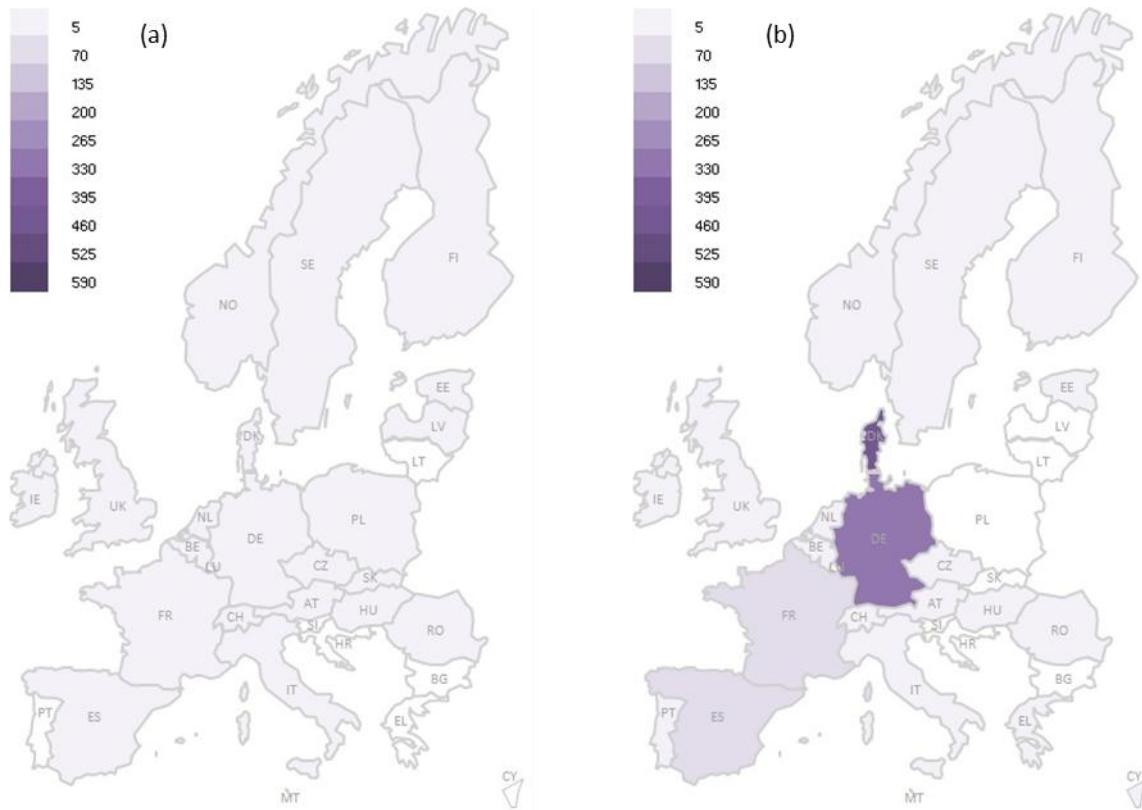 (a)
5
70
135
200
265
330
395
460
525
590
NO
SE
FI
EE
LV
LT
DK
IE
UK
NL
BE
LU
DE
PL
CZ
SK
FR
CH
AT
HU
SI
HR
RO
BG
IT
PT
ES
EL
CY
MT
(b)
5
70
135
200
265
330
395
460
525
590
NO
SE
FI
EE
LV
LT
DK
IE
UK
NL
BE
LU
DE
PL
CZ
SK
FR
CH
AT
HU
SI
HR
RO
BG
IT
PT
ES
EL
CY
MT